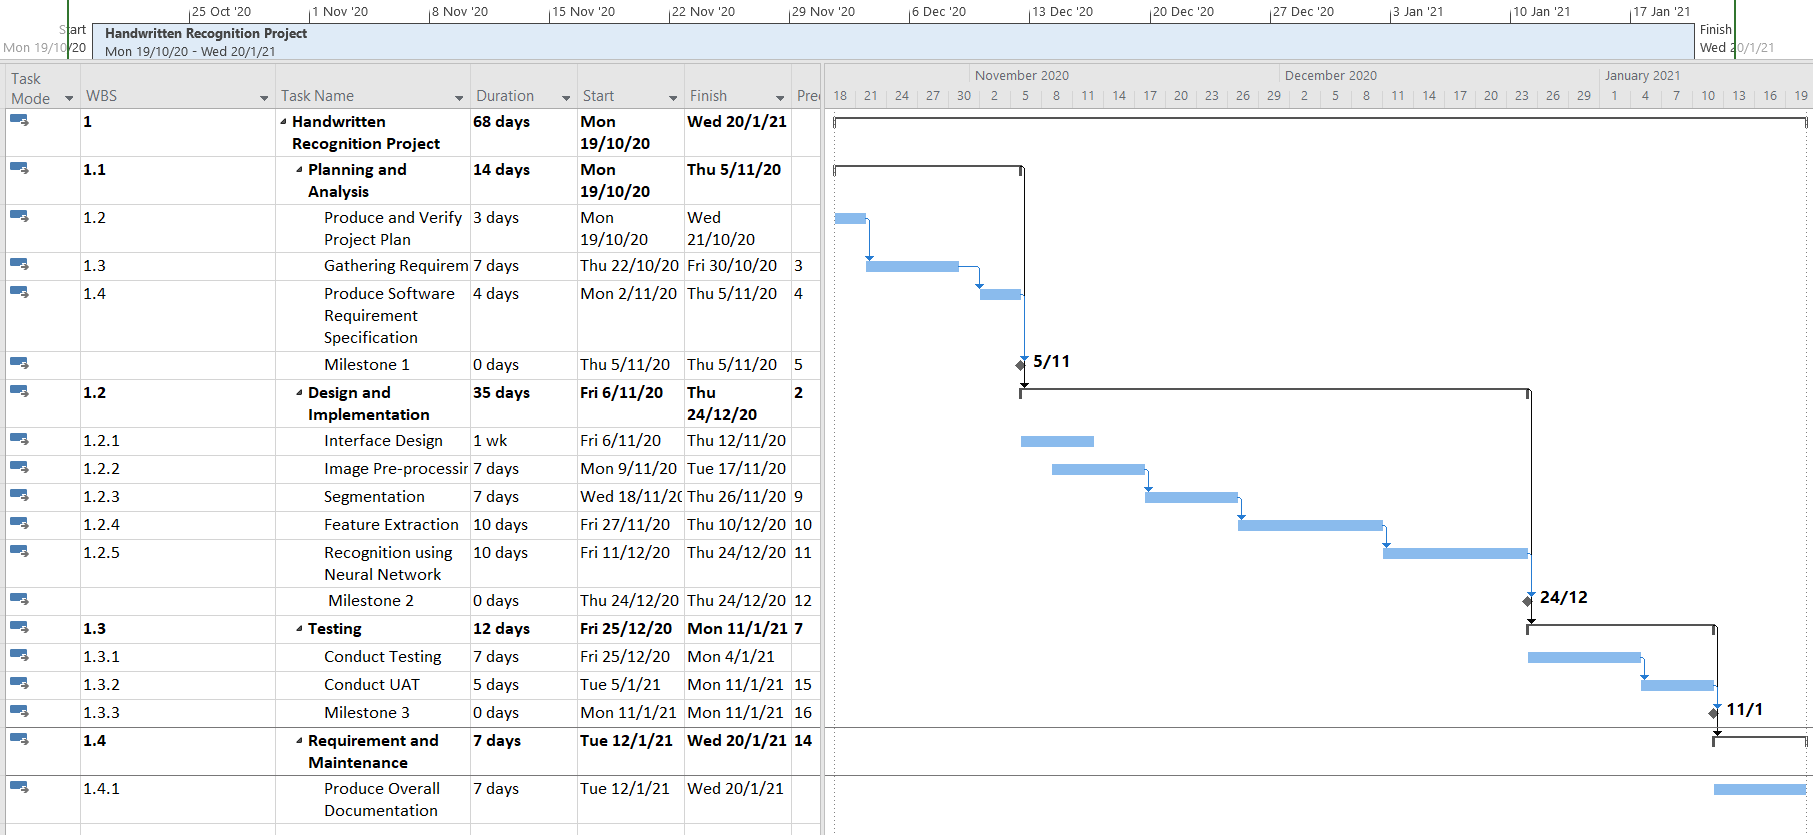 25 Oct '20 1 Nov '20 8 Nov '20 15 Nov '20 22 Nov '20 29 Nov '20 6 Dec '20 13 Dec '20 20 Dec '20 27 Dec '20 3 Jan '21 10 Jan '21 17 Jan '21
Start Handwritten Recognition Project Finish
Mon 19/10/20 Mon 19/10/20 - Wed 20/1/21 Wed 20/1/21
Task Mode WBS Task Name Duration Start Finish Pre
November 2020 December 2020 January 2021
18 21 24 27 30 2 5 8 11 14 17 20 23 26 29 2 5 8 11 14 17 20 23 26 29 1 4 7 10 13 16 19
1 Handwritten Recognition Project 68 days Mon 19/10/20 Wed 20/1/21
1.1 Planning and Analysis 14 days Mon 19/10/20 Thu 5/11/20
1.2 Produce and Verify Project Plan 3 days Mon 19/10/20 Wed 21/10/20
1.3 Gathering Requirem 7 days Thu 22/10/20 Fri 30/10/20 3
1.4 Produce Software Requirement Specification 4 days Mon 2/11/20 Thu 5/11/20 4
Milestone 1 0 days Thu 5/11/20 Thu 5/11/20 5 5/11
1.2 Design and Implementation 35 days Fri 6/11/20 Thu 24/12/20 2
1.2.1 Interface Design 1 wk Fri 6/11/20 Thu 12/11/20
1.2.2 Image Pre-processin 7 days Mon 9/11/20 Tue 17/11/20
1.2.3 Segmentation 7 days Wed 18/11/20 Thu 26/11/20 9
1.2.4 Feature Extraction 10 days Fri 27/11/20 Thu 10/12/20 10
1.2.5 Recognition using Neural Network 10 days Fri 11/12/20 Thu 24/12/20 11
Milestone 2 0 days Thu 24/12/20 Thu 24/12/20 12 24/12
1.3 Testing 12 days Fri 25/12/20 Mon 11/1/21 7
1.3.1 Conduct Testing 7 days Fri 25/12/20 Mon 4/1/21
1.3.2 Conduct UAT 5 days Tue 5/1/21 Mon 11/1/21 15
1.3.3 Milestone 3 0 days Mon 11/1/21 Mon 11/1/21 16 11/1
1.4 Requirement and Maintenance 7 days Tue 12/1/21 Wed 20/1/21 14
1.4.1 Produce Overall Documentation 7 days Tue 12/1/21 Wed 20/1/21